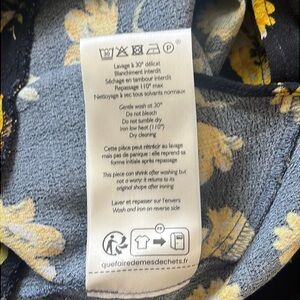 30 P
Lavage à 30° délicat
Blanchiment interdit
Séchage en tambour interdit
Repassage 110° max
Nettoyage à sec tous solvants normaux
Gentle wash at 30°
Do not bleach
Do not tumble dry
Iron low heat (110°)
Dry cleaning
Cette pièce peut rétrécir au lavage
mais pas de panique : elle reprend sa
forme initiale après repassage
This piece can shrink after washing but
not a worry: it returns to its
original shape after ironing
Laver et repasser sur l'envers
Wash and iron on reverse side
FR
quefairedemesdechets.fr